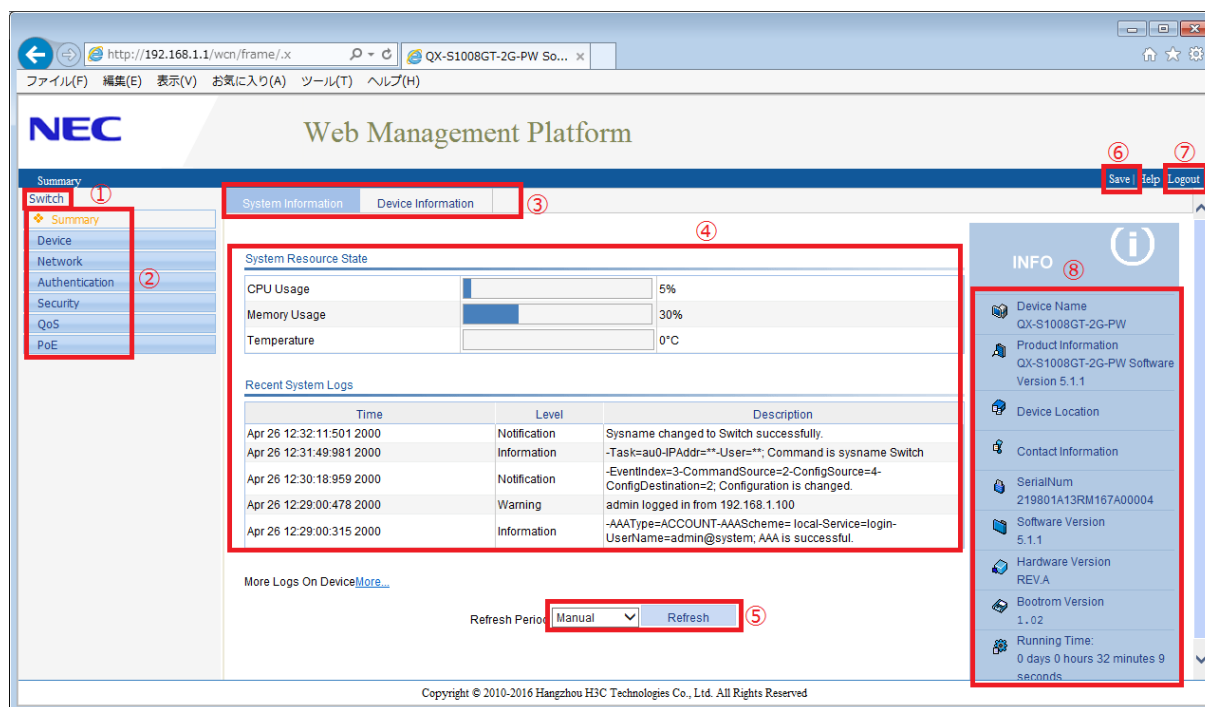 http://192.168.1.1/wcn/frame/.x
QX-S1008GT-2G-PW So...
ファイル(F) 編集(E) 表示(V) お気に入り(A) ツール(T) ヘルプ(H)
NEC
Web Management Platform
⑥ ⑦
Summary
Save | Help Logout
Switch ①
Summary
Device
Network
Authentication
Security
QoS
PoE
②
System Information Device Information ③
④
System Resource State
CPU Usage 5%
Memory Usage 30%
Temperature 0°C
Recent System Logs
Time Level Description
Apr 26 12:32:11:501 2000 Notification Sysname changed to Switch successfully.
Apr 26 12:31:49:981 2000 Information -Task=au0-IPAddr=**-User=**; Command is sysname Switch
Apr 26 12:30:18:959 2000 Notification -EventIndex=3-CommandSource=2-ConfigSource=4-
ConfigDestination=2; Configuration is changed.
Apr 26 12:29:00:478 2000 Warning admin logged in from 192.168.1.100
Apr 26 12:29:00:315 2000 Information -AAAType=ACCOUNT-AAAScheme= local-Service=login-
UserName=admin@system; AAA is successful.
More Logs On DeviceMore...
Refresh Period Manual Refresh ⑤
INFO ⑧
Device Name
QX-S1008GT-2G-PW
Product Information
QX-S1008GT-2G-PW Software
Version 5.1.1
Device Location
Contact Information
SerialNum
219801A13RM167A00004
Software Version
5.1.1
Hardware Version
REV.A
Bootrom Version
1.02
Running Time:
0 days 0 hours 32 minutes 9
seconds
Copyright © 2010-2016 Hangzhou H3C Technologies Co., Ltd. All Rights Reserved